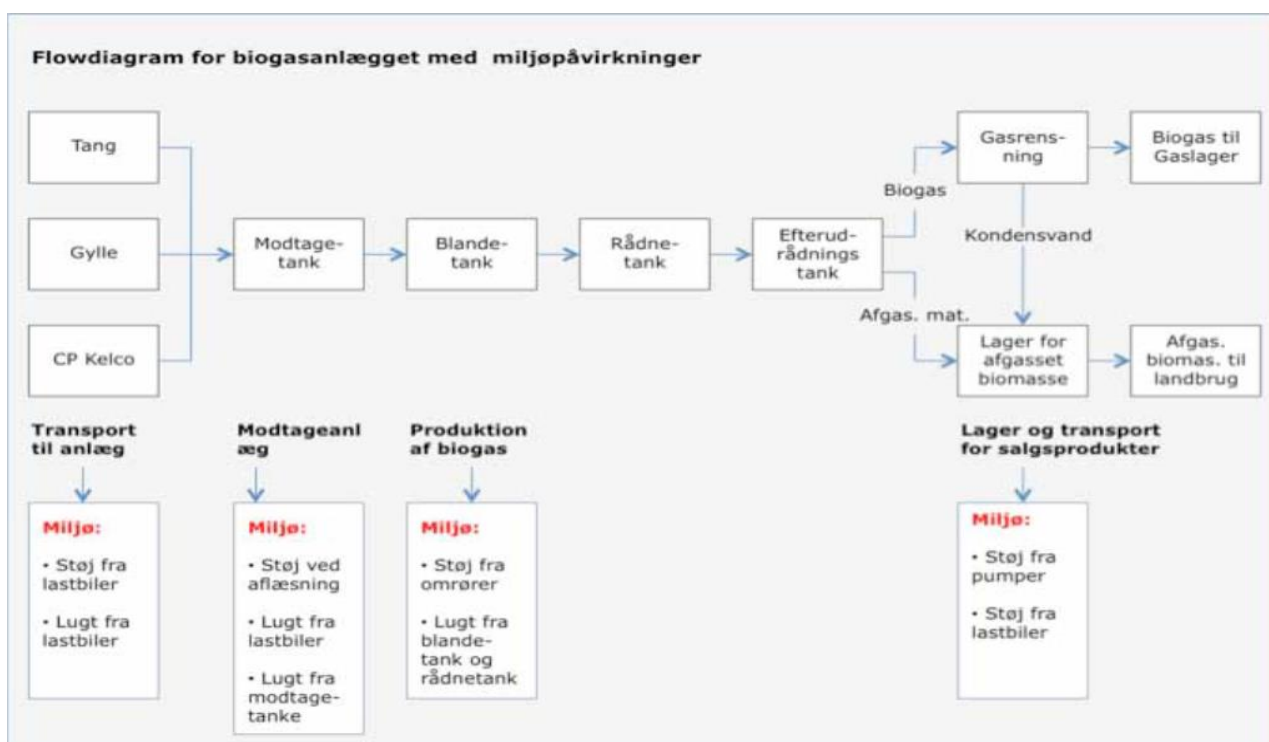 Flowdiagram for biogasanlægget med miljøpåvirkninger
Tang
Gylle
CP Kelco
Modtage-
tank
Blande-
tank
Rådne-
tank
Efterud-
rådnings
tank
Biogas
Afgas. mat.
Gasrens-
ning
Biogas til
Gaslager
Kondensvand
Lager for
afgasset
biomasse
Afgas.
biomas. til
landbrug
Transport
til anlæg
Miljø:
• Støj fra
lastbiler
• Lugt fra
lastbiler
Modtageanl
æg
Miljø:
• Støj ved
aflæsning
• Lugt fra
lastbiler
• Lugt fra
modtage-
tanke
Produktion
af biogas
Miljø:
• Støj fra
omrører
• Lugt fra
blande-
tank og
rådnetank
Lager og transport
for salgsprodukter
Miljø:
• Støj fra
pumper
• Støj fra
lastbiler